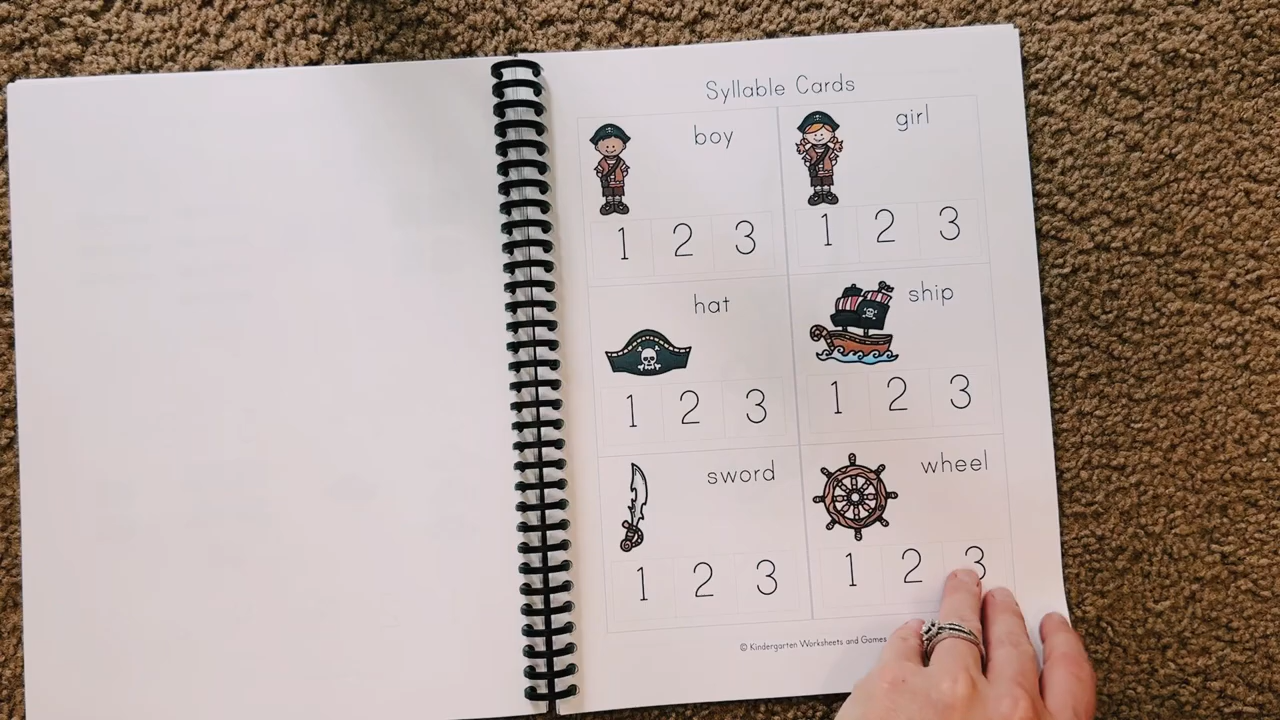 Syllable Cards
boy
1 2 3
girl
1 2 3
hat
1 2 3
ship
1 2 3
sword
1 2 3
wheel
1 2 3
© Kindergarten Worksheets and Games